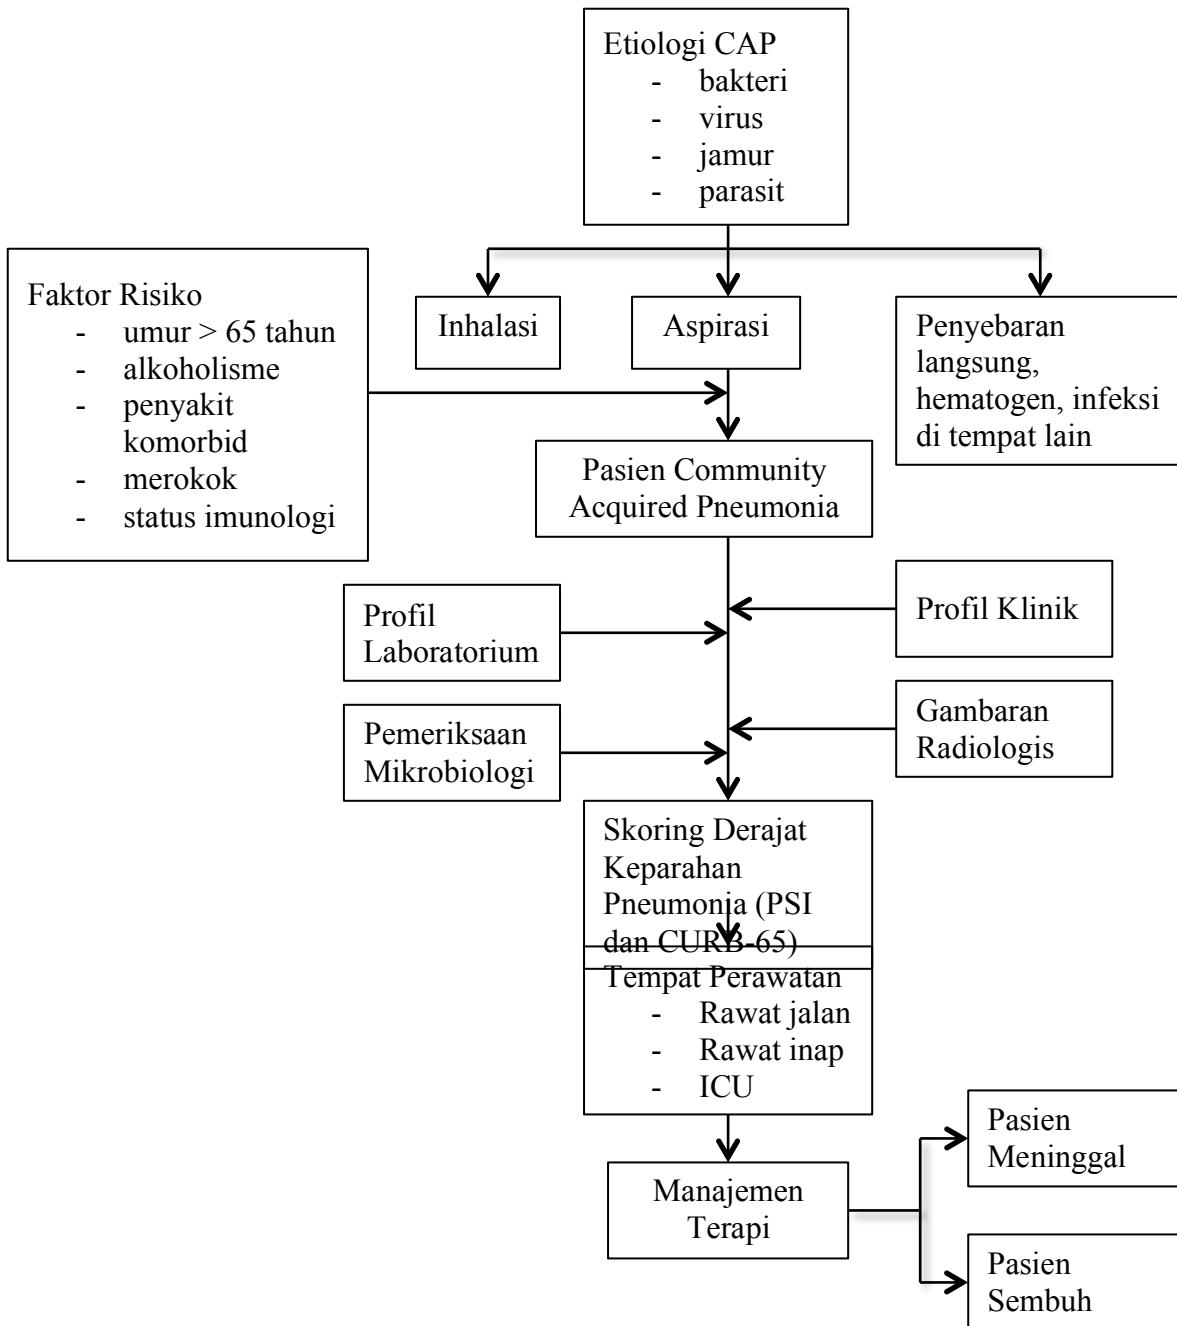 Etiologi CAP
- bakteri
- virus
- jamur
- parasit
Faktor Risiko
- umur > 65 tahun
- alkoholisme
- penyakit
komorbid
- merokok
- status imunologi
Inhalasi
Aspirasi
Penyebaran
langsung,
hematogen, infeksi
di tempat lain
Pasien Community
Acquired Pneumonia
Profil
Laboratorium
Profil Klinik
Pemeriksaan
Mikrobiologi
Gambaran
Radiologis
Skoring Derajat
Keparahan
Pneumonia (PSI
dan CURB-65)
Tempat Perawatan
- Rawat jalan
- Rawat inap
- ICU
Manajemen
Terapi
Pasien
Meninggal
Pasien
Sembuh